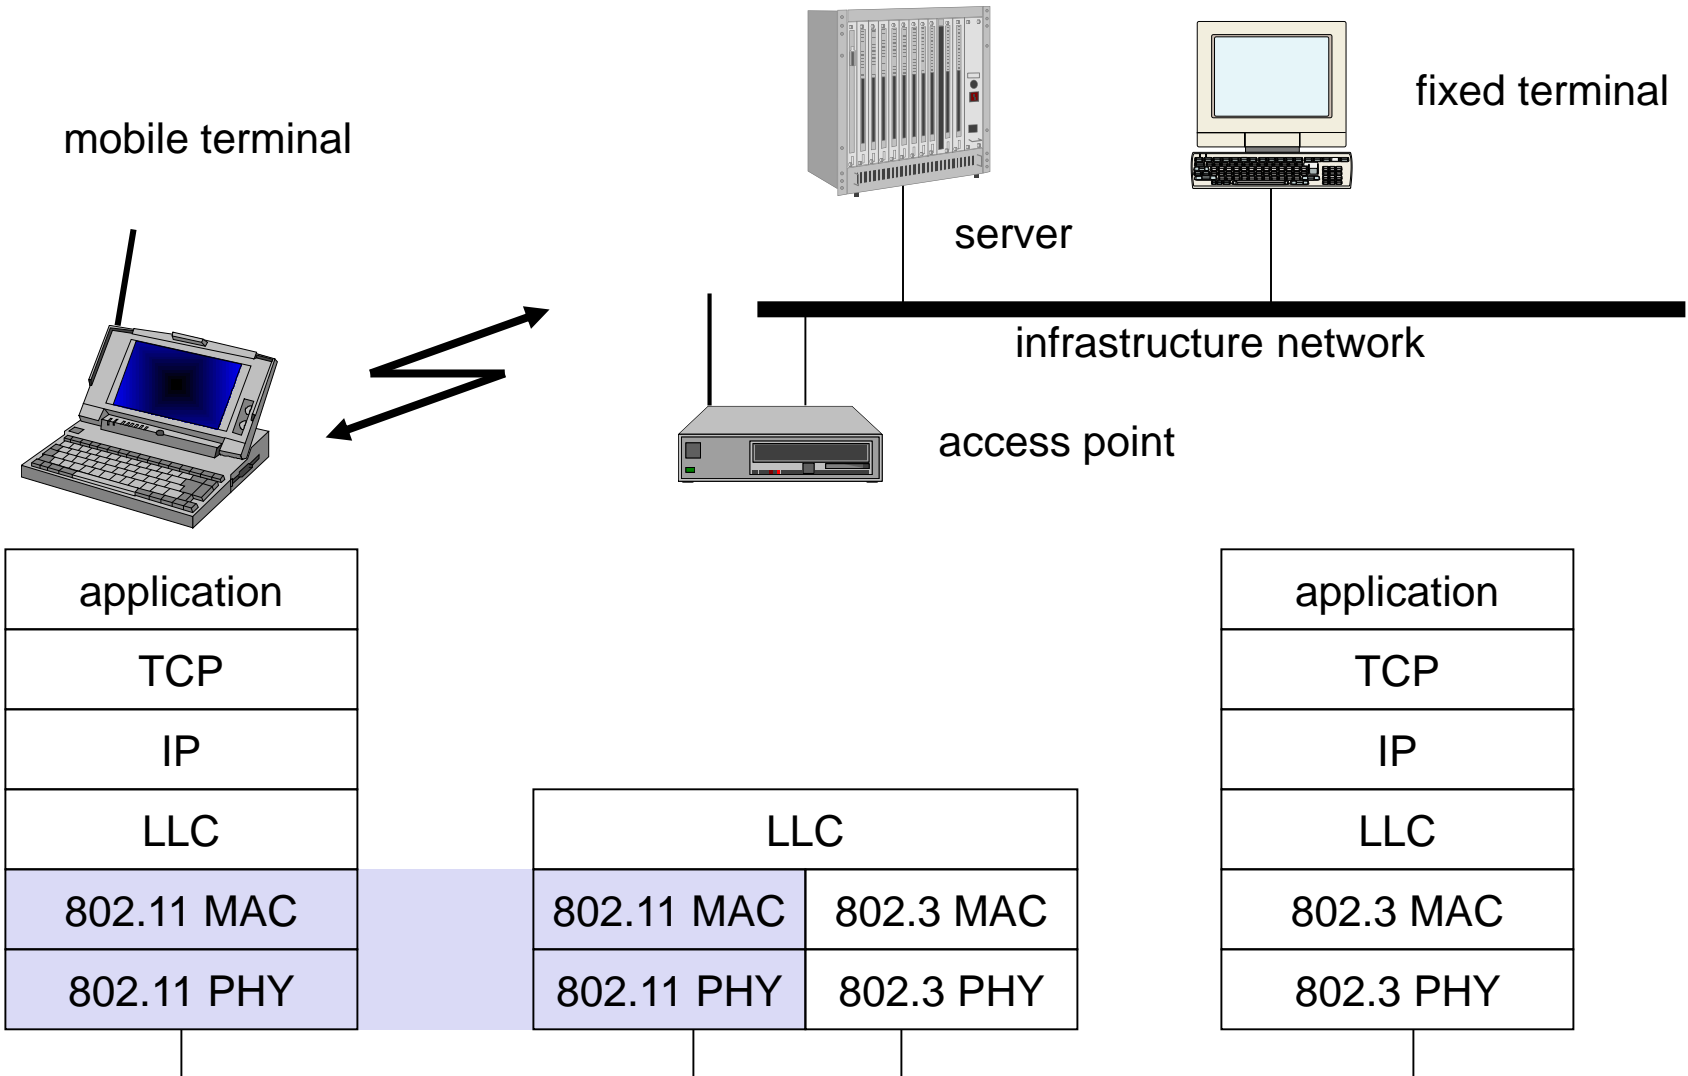 fixed terminal
mobile terminal
server
infrastructure network
access point
application
TCP
IP
LLC
802.11 MAC
802.11 PHY
LLC
802.11 MAC
802.3 MAC
802.11 PHY
802.3 PHY
application
TCP
IP
LLC
802.3 MAC
802.3 PHY